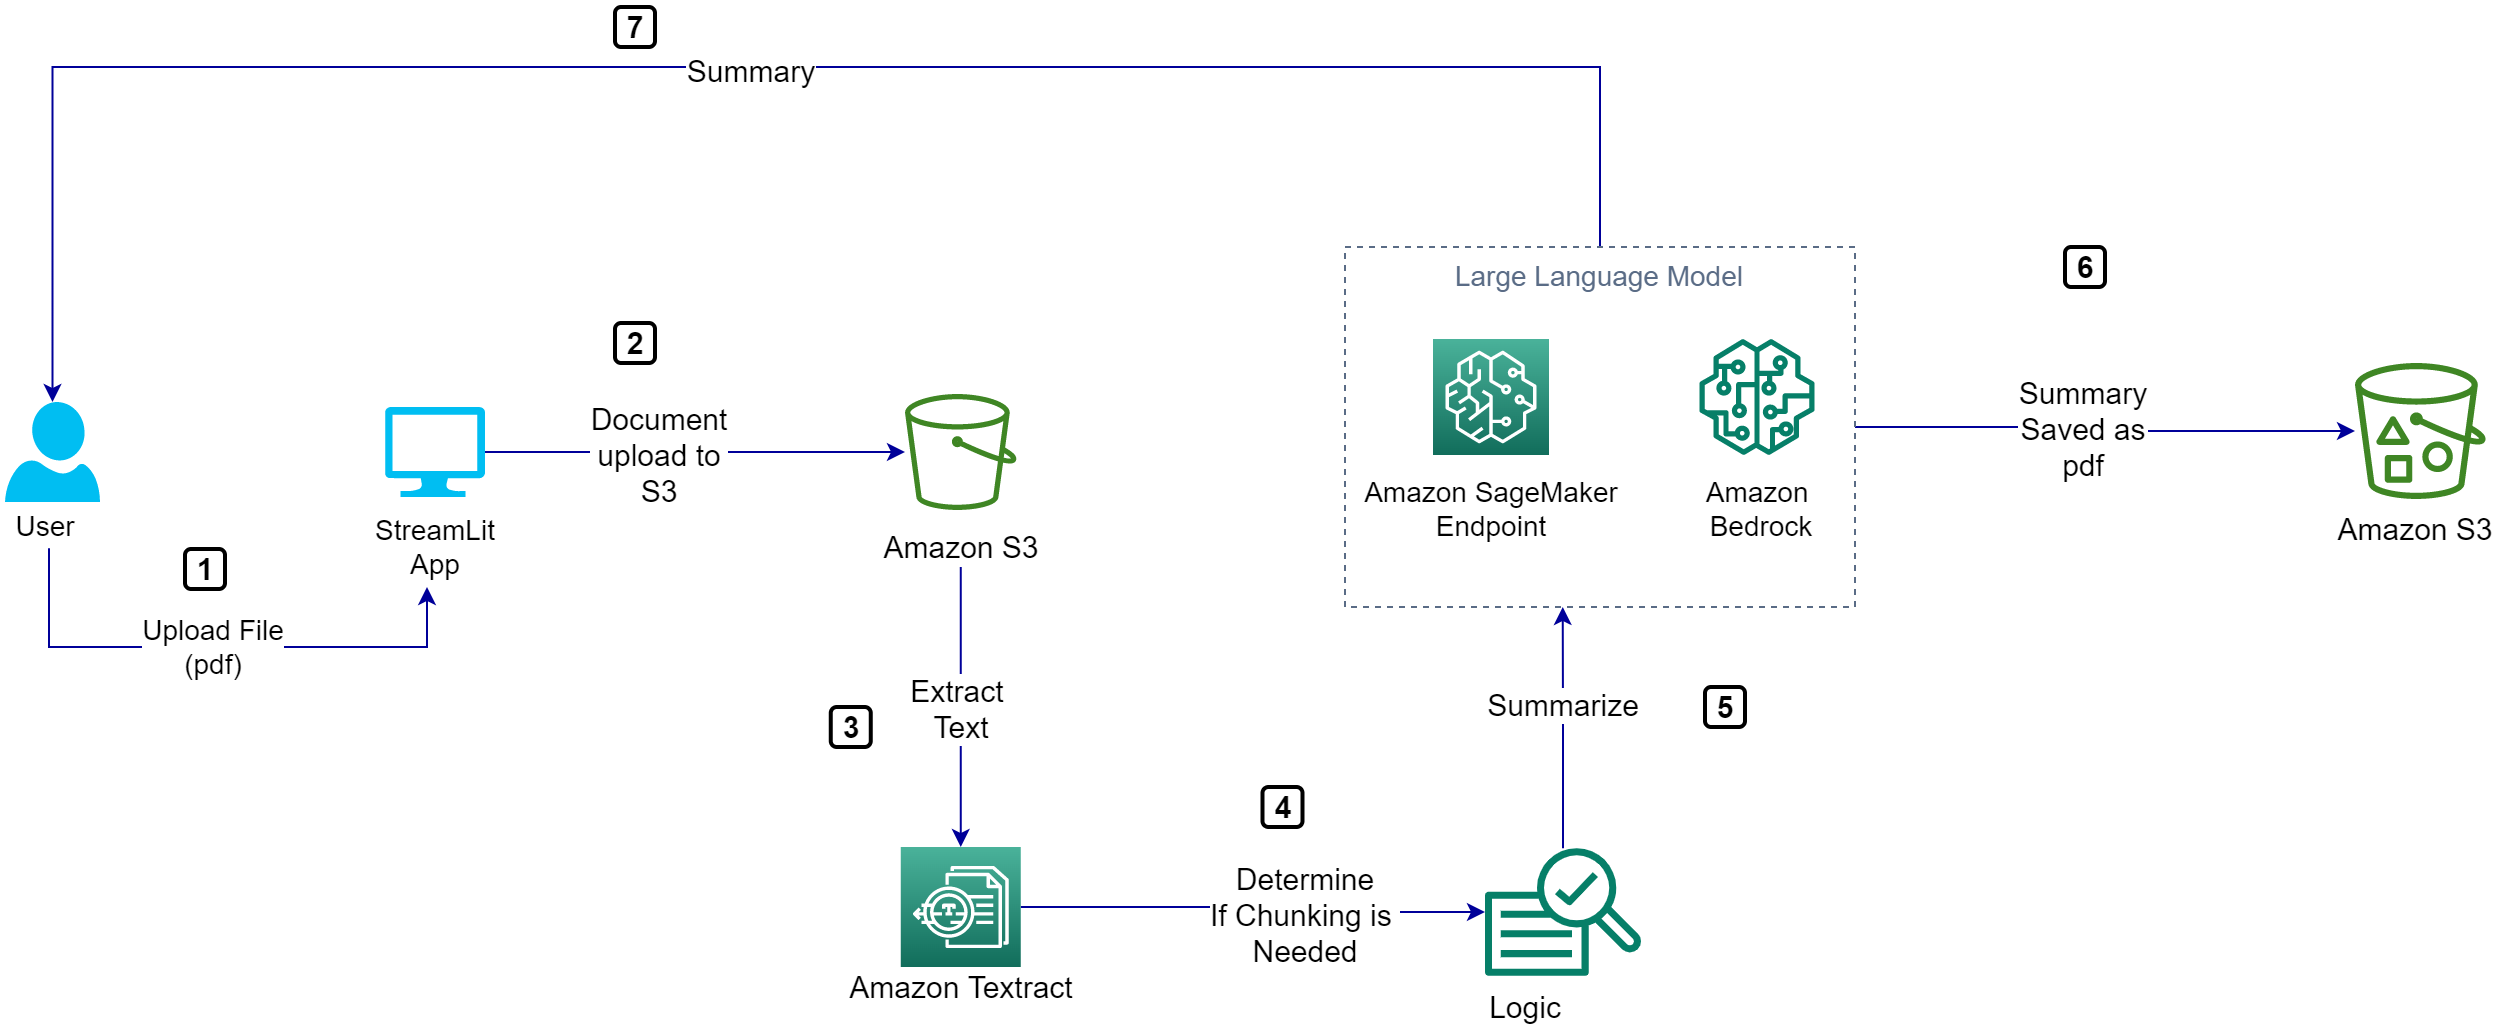 7
Summary
Large Language Model
6
2
Summary
Saved as
pdf
Document
upload to
S3
Amazon SageMaker
Endpoint
Amazon
Bedrock
User
StreamLit
App
Amazon S3
Amazon S3
1
Upload File
(pdf)
Extract
Text
3
Summarize
5
4
Determine
If Chunking is
Needed
Amazon Textract
Logic